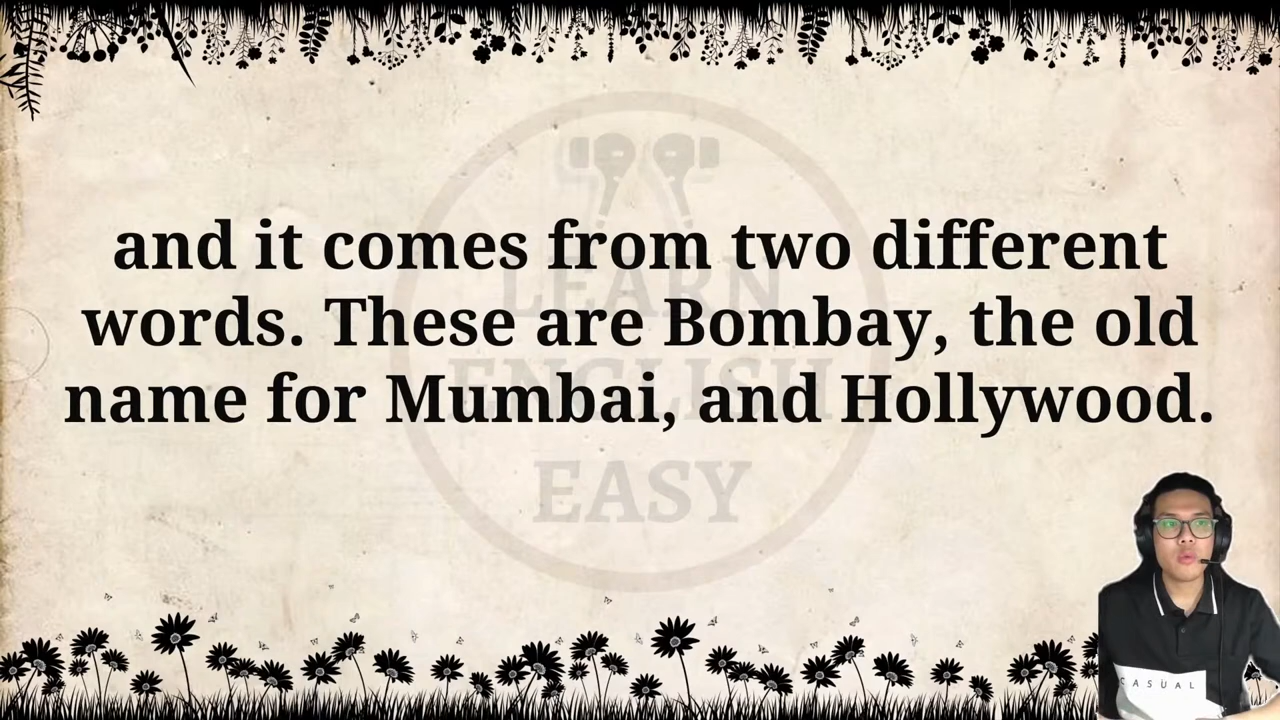 and it comes from two different
words. These are Bombay, the old
name for Mumbai, and Hollywood.
LEARN
ENGLISH
EASY
CASUAL